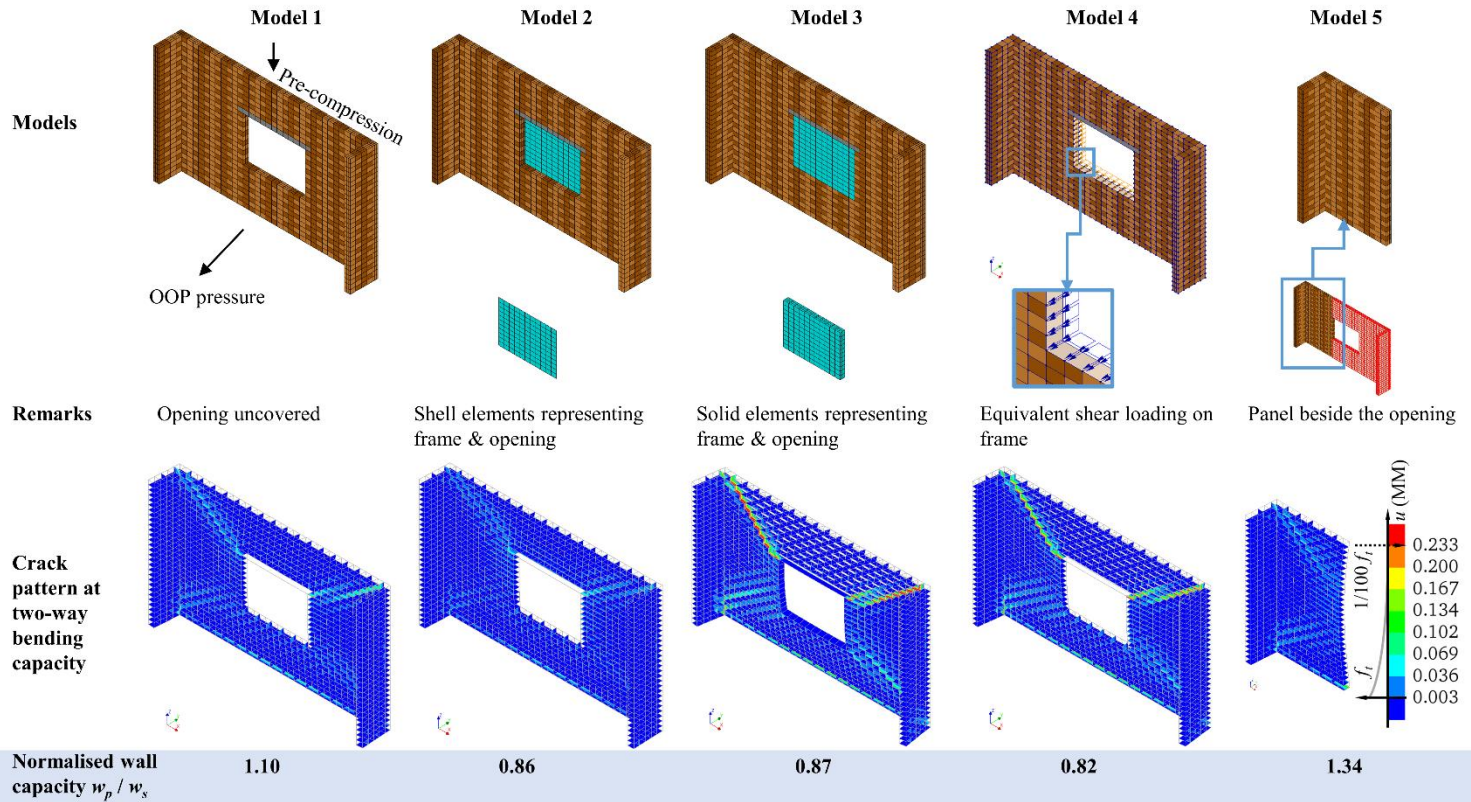 Model 1
Model 2
Model 3
Model 4
Model 5
Models
Pre-compression
OOP pressure
Remarks
Opening uncovered
Shell elements representing
frame & opening
Solid elements representing
frame & opening
Equivalent shear loading on
frame
Panel beside the opening
Crack
pattern at
two-way
bending
capacity
u (MM)
1/100 ft
ft
0.233
0.200
0.167
0.134
0.102
0.069
0.036
0.003
Normalised wall
capacity wp / ws
1.10
0.86
0.87
0.82
1.34